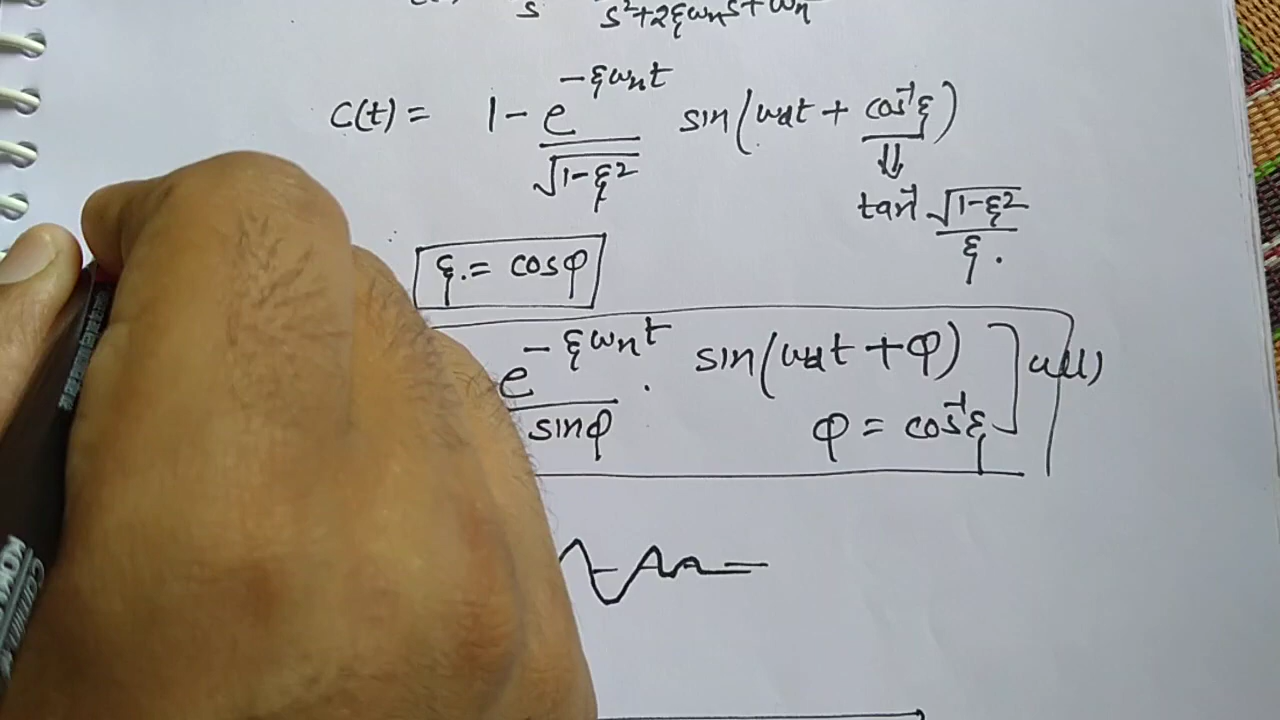 s s²+2ξωₙs+ωₙ
C(t) = 1 - e^(-ξωₙt)/√(1-ξ²) sin(ωdt + cos⁻¹ξ)
⇓
tan⁻¹ √(1-ξ²)/ξ.
ξ = cosφ
e^(-ξωₙt)/sinφ . sin(ωdt + φ)] u(t)
φ = cos⁻¹ξ